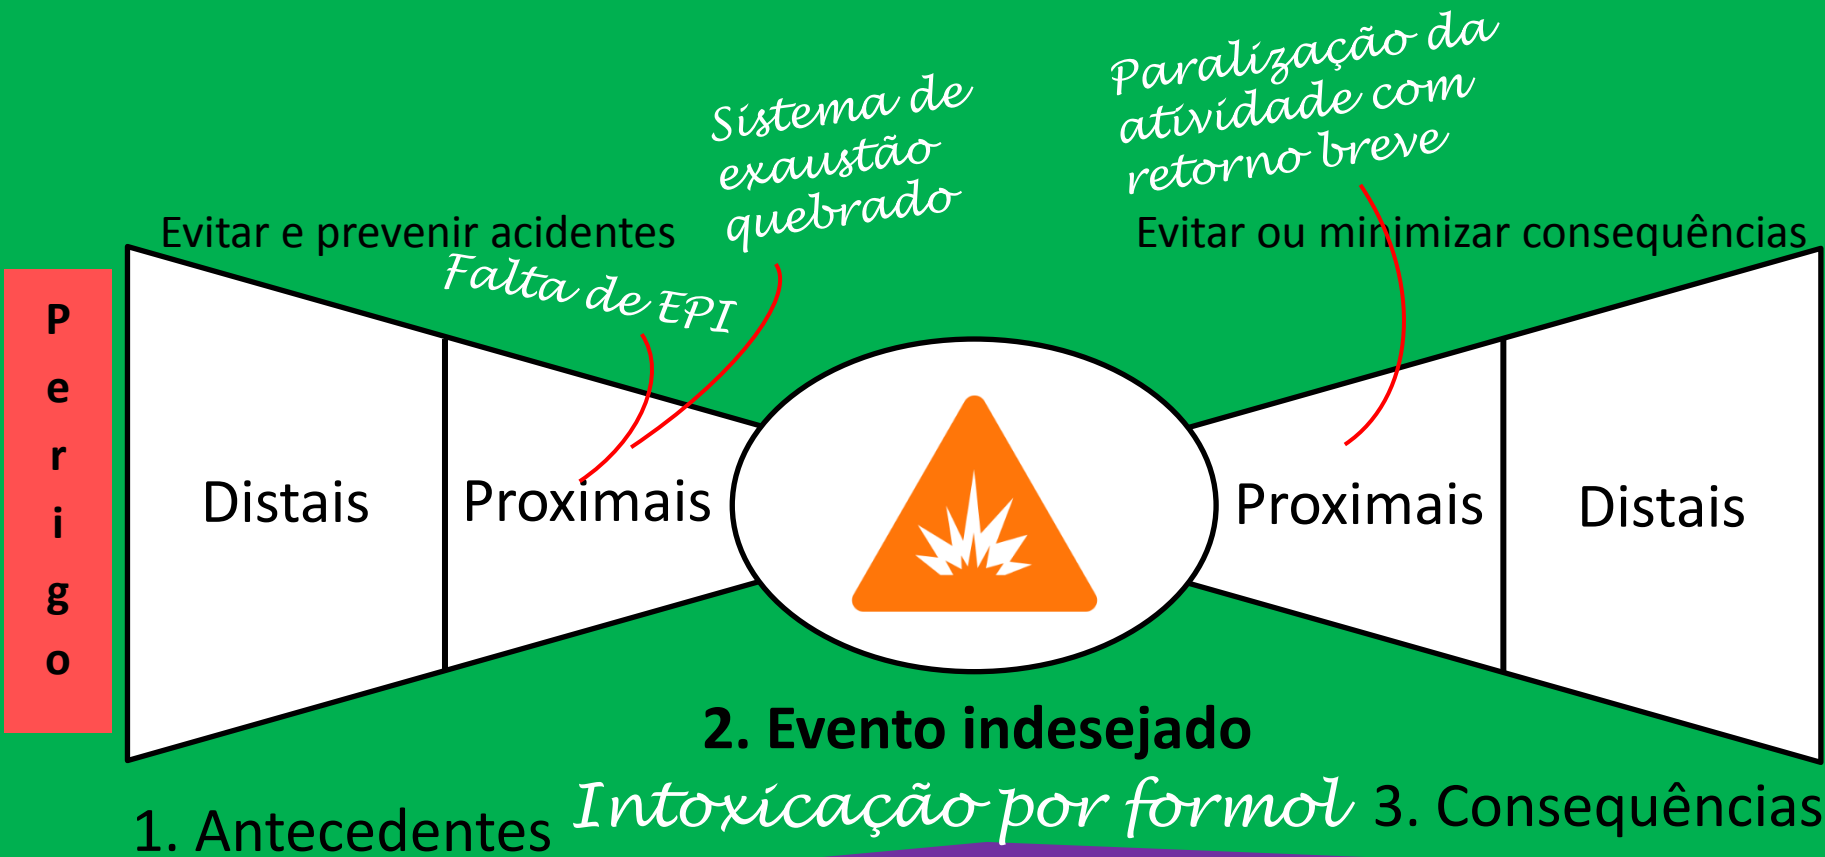 Paralização da
atividade com
retorno breve
Sistema de
exaustão
quebrado
Evitar e prevenir acidentes
Evitar ou minimizar consequências
Falta de EPI
P
e
r
i
g
o
Distais
Proximais
Proximais
Distais
2. Evento indesejado
Intoxicação por formol
1. Antecedentes
3. Consequências